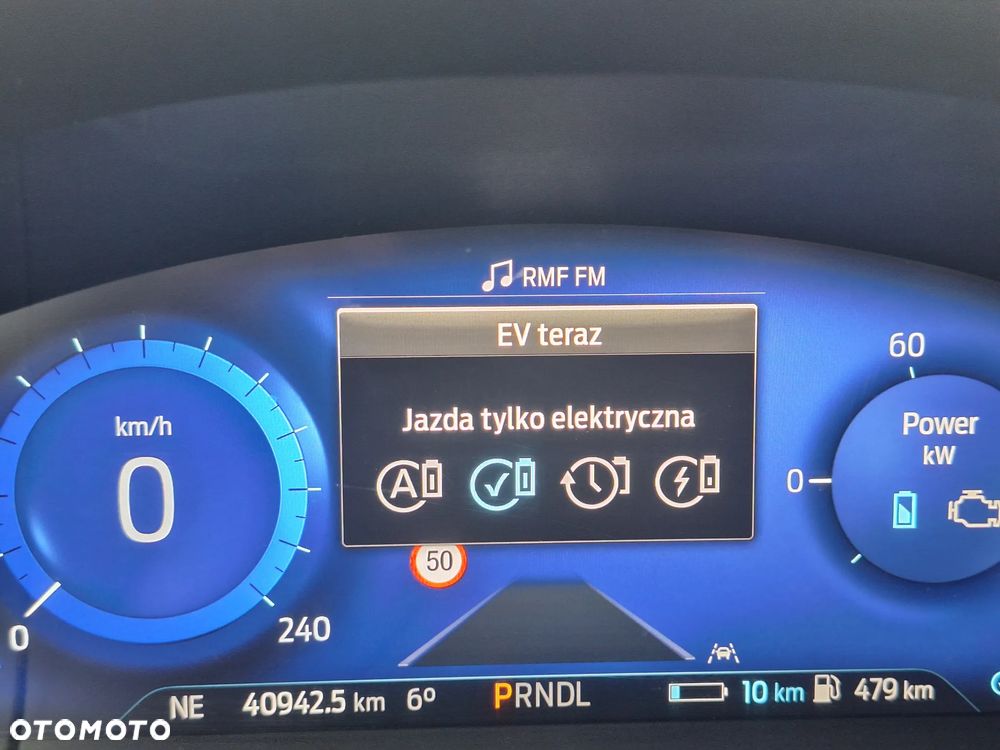 RMF FM
EV teraz
Jazda tylko elektryczna
A
km/h
0
0
240
50
60
Power
kW
0
NE 40942.5 km 6º PRNDL 10 km 479 km
OTOMOTO